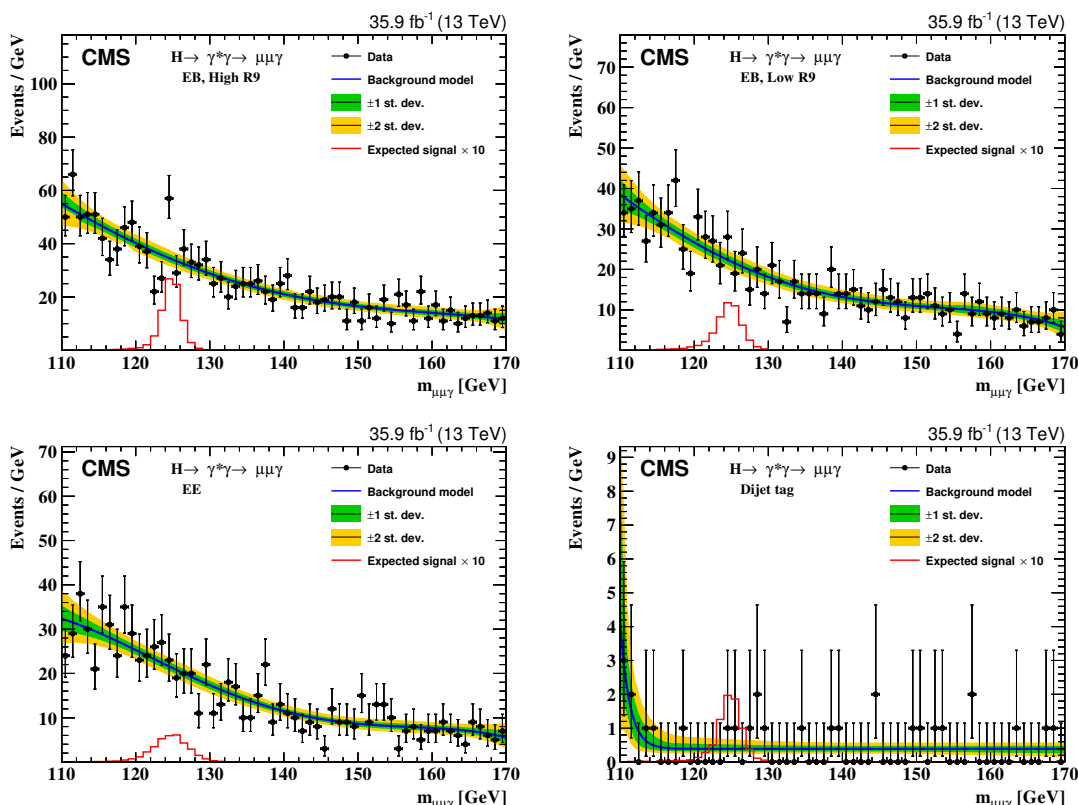 35.9 fb⁻¹ (13 TeV)
CMS
H→ γ*γ→ μμγ
EB, High R9
Data
Background model
±1 st. dev.
±2 st. dev.
Expected signal × 10
Events / GeV
100
80
60
40
20
110 120 130 140 150 160 170
m_μμγ [GeV]
35.9 fb⁻¹ (13 TeV)
CMS
H→ γ*γ→ μμγ
EB, Low R9
Data
Background model
±1 st. dev.
±2 st. dev.
Expected signal × 10
Events / GeV
70
60
50
40
30
20
10
0
110 120 130 140 150 160 170
m_μμγ [GeV]
35.9 fb⁻¹ (13 TeV)
CMS
H→ γ*γ→ μμγ
EE
Data
Background model
±1 st. dev.
±2 st. dev.
Expected signal × 10
Events / GeV
70
60
50
40
30
20
10
110 120 130 140 150 160 170
m_μμγ [GeV]
35.9 fb⁻¹ (13 TeV)
CMS
H→ γ*γ→ μμγ
Dijet tag
Data
Background model
±1 st. dev.
±2 st. dev.
Expected signal × 10
Events / GeV
9
8
7
6
5
4
3
2
1
0
110 120 130 140 150 160 170
m_μμγ [GeV]